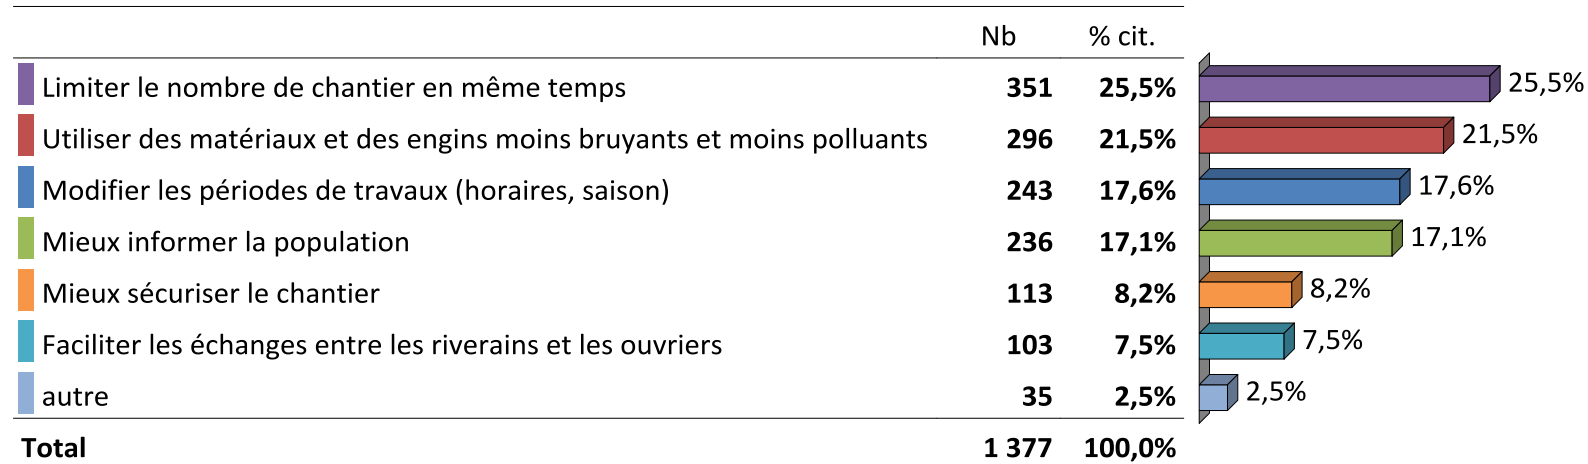 Nb % cit.
Limiter le nombre de chantier en même temps 351 25,5% 25,5%
Utiliser des matériaux et des engins moins bruyants et moins polluants 296 21,5% 21,5%
Modifier les périodes de travaux (horaires, saison) 243 17,6% 17,6%
Mieux informer la population 236 17,1% 17,1%
Mieux sécuriser le chantier 113 8,2% 8,2%
Faciliter les échanges entre les riverains et les ouvriers 103 7,5% 7,5%
autre 35 2,5% 2,5%
Total 1 377 100,0%